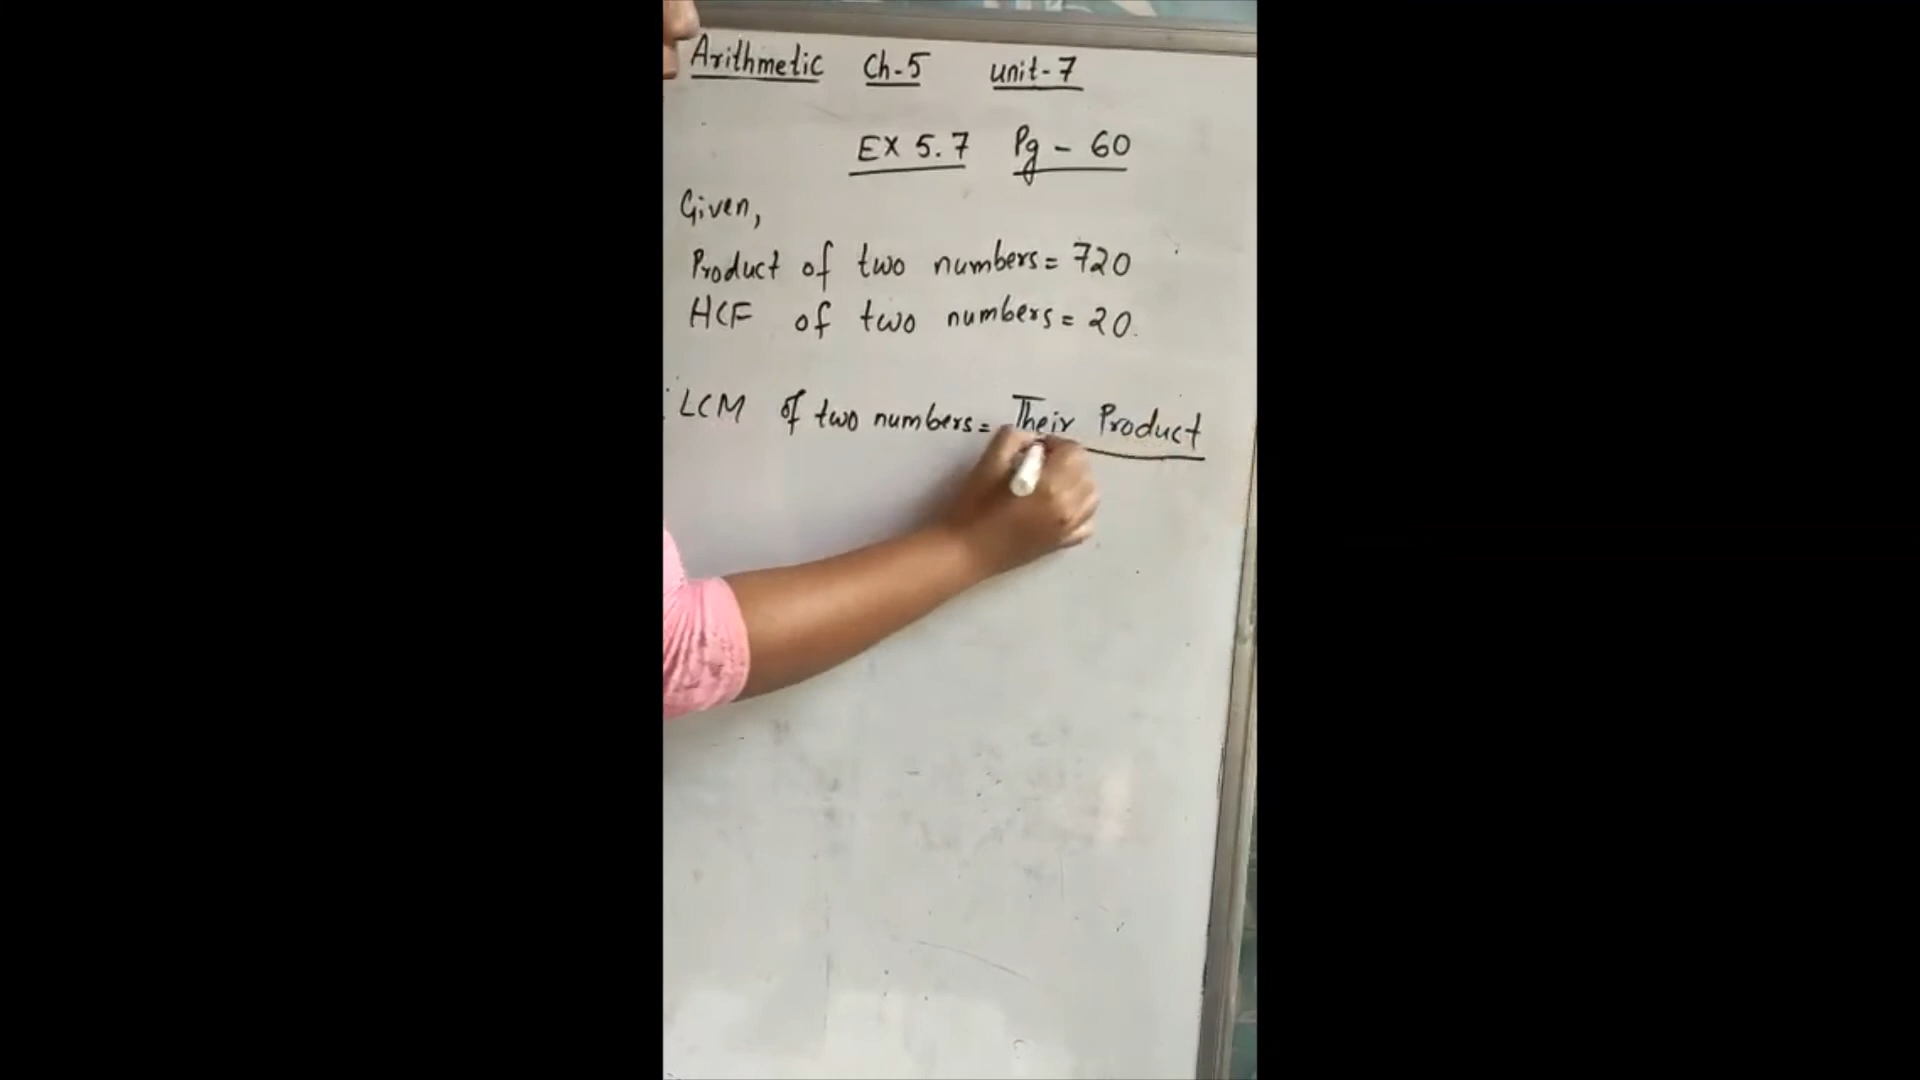 Arithmetic Ch-5 unit-7
EX 5.7 Pg - 60
Given,
Product of two numbers = 720
HCF of two numbers = 20.
∴ LCM of two numbers = Their Product